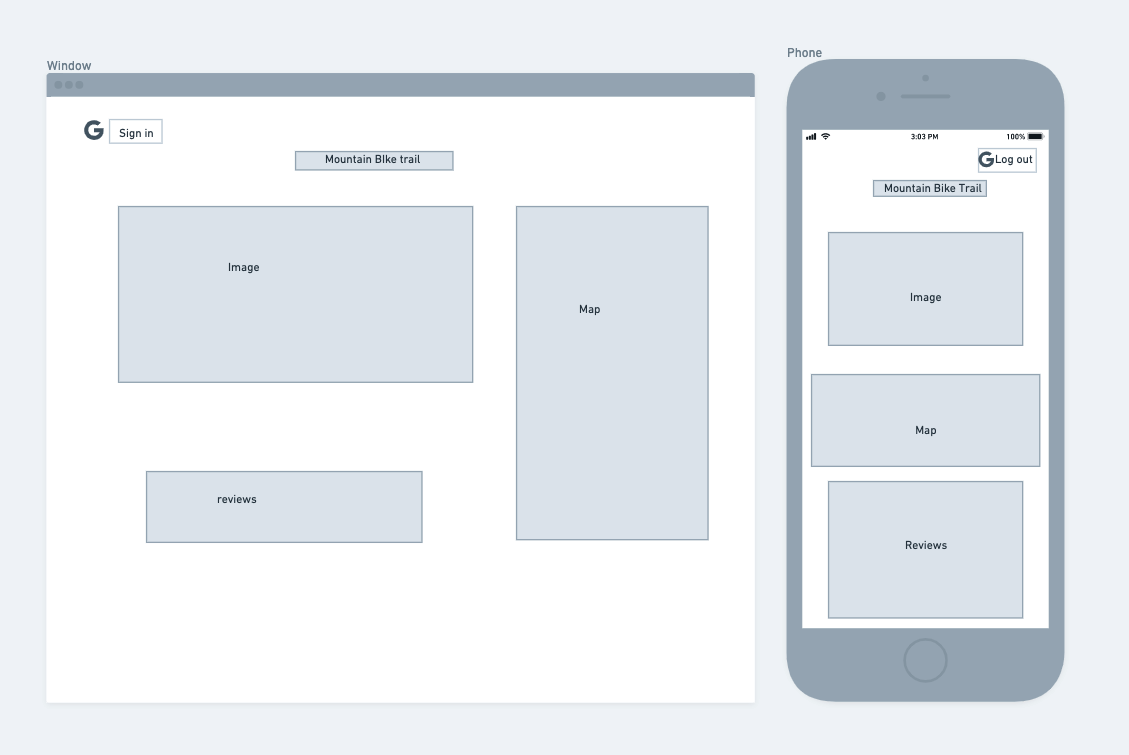 Window
G Sign in
Mountain BIke trail
Image
Map
reviews
Phone
3:03 PM
100%
G Log out
Mountain Bike Trail
Image
Map
Reviews